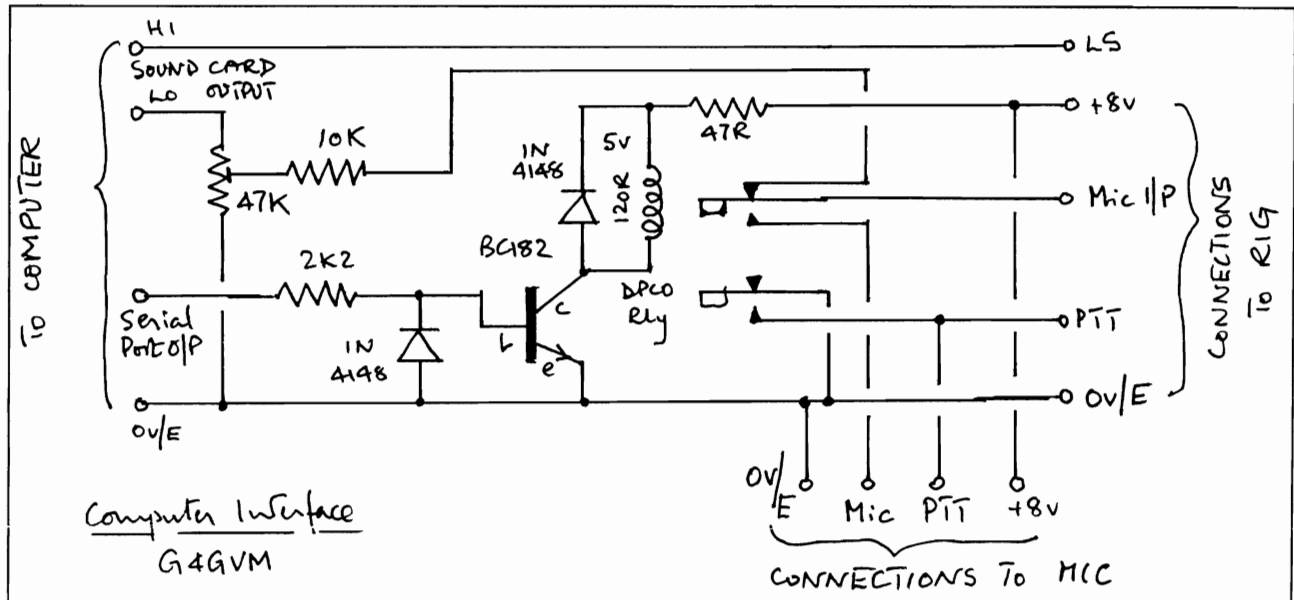 HI
SOUND CARD
LO OUTPUT
TO COMPUTER
10K
47K
2K2
Serial
Port O/P
IN
4148
0V/E
IN
4148
BC182
b
c
e
5V
120R
47R
DPCO
Rly
LS
+8V
Mic I/P
PTT
0V/E
CONNECTIONS
TO RIG
0V/
E
Mic
PTT
+8V
CONNECTIONS TO MIC
Computer Interface
G4GVM